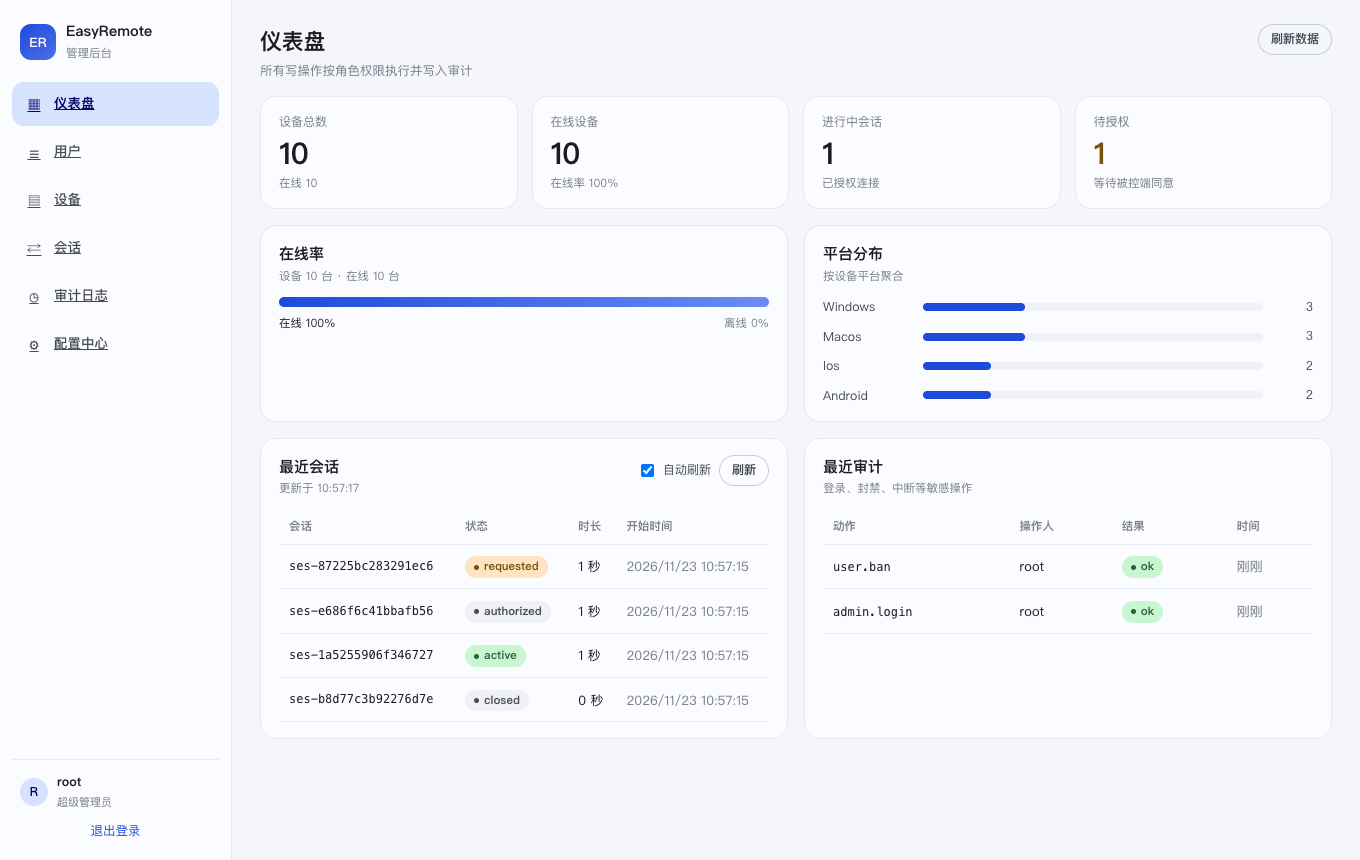 ER
EasyRemote
管理后台
仪表盘
用户
设备
会话
审计日志
配置中心
R
root
超级管理员
退出登录
仪表盘
所有写操作按角色权限执行并写入审计
刷新数据
设备总数
10
在线 10
在线设备
10
在线率 100%
进行中会话
1
已授权连接
待授权
1
等待被控端同意
在线率
设备 10 台 · 在线 10 台
在线 100% 离线 0%
平台分布
按设备平台聚合
Windows 3
Macos 3
Ios 2
Android 2
最近会话
更新于 10:57:17
自动刷新 刷新
会话 状态 时长 开始时间
ses-87225bc283291ec6 requested 1 秒 2026/11/23 10:57:15
ses-e686f6c41bbafb56 authorized 1 秒 2026/11/23 10:57:15
ses-1a5255906f346727 active 1 秒 2026/11/23 10:57:15
ses-b8d77c3b92276d7e closed 0 秒 2026/11/23 10:57:15
最近审计
登录、封禁、中断等敏感操作
动作 操作人 结果 时间
user.ban root ok 刚刚
admin.login root ok 刚刚